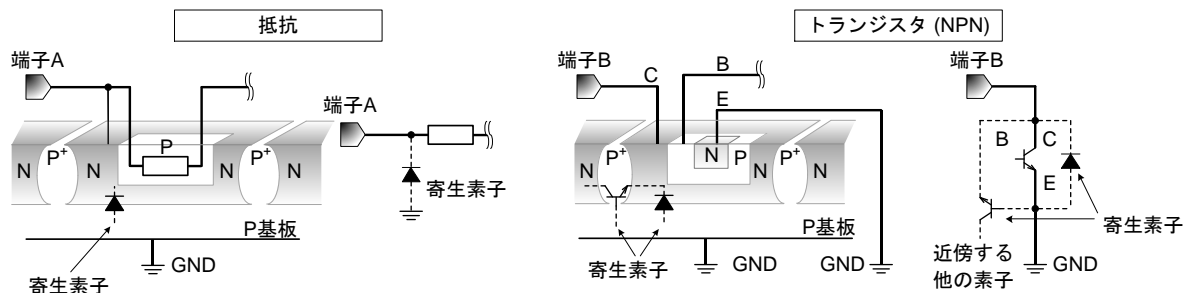 抵抗
トランジスタ (NPN)
端子A
N
P+
N
P
N
P+
N
P基板
GND
寄生素子
端子A
寄生素子
端子B
C
B
E
N
P+
N
N
P
N
P+
N
P基板
寄生素子
GND
GND
端子B
B
C
E
寄生素子
近傍する
他の素子
GND